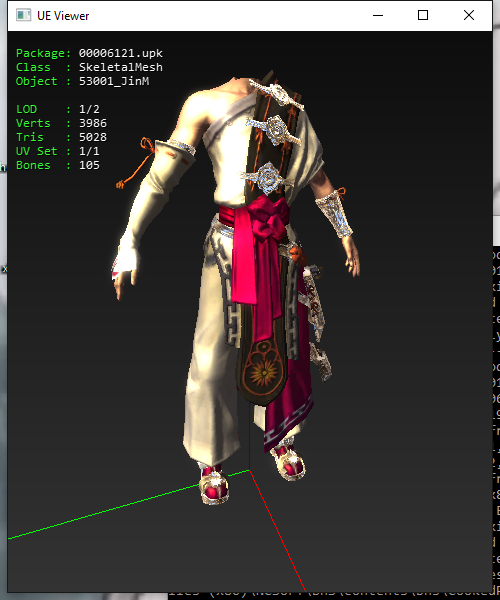 UE Viewer
Package: 00006121.upk
Class : SkeletalMesh
Object : 53001_JinM
LOD : 1/2
Verts : 3986
Tris : 5028
UV Set : 1/1
Bones : 105